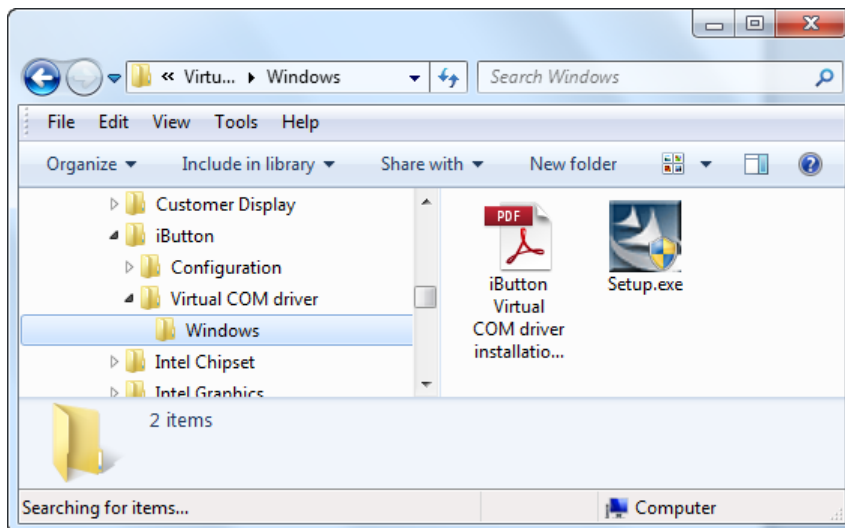 « Virtu... Windows
Search Windows
File Edit View Tools Help
Organize Include in library Share with New folder
Customer Display
iButton
Configuration
Virtual COM driver
Windows
Intel Chipset
Intel Graphics
PDF
iButton
Virtual
COM driver
installatio...
Setup.exe
2 items
Searching for items...
Computer